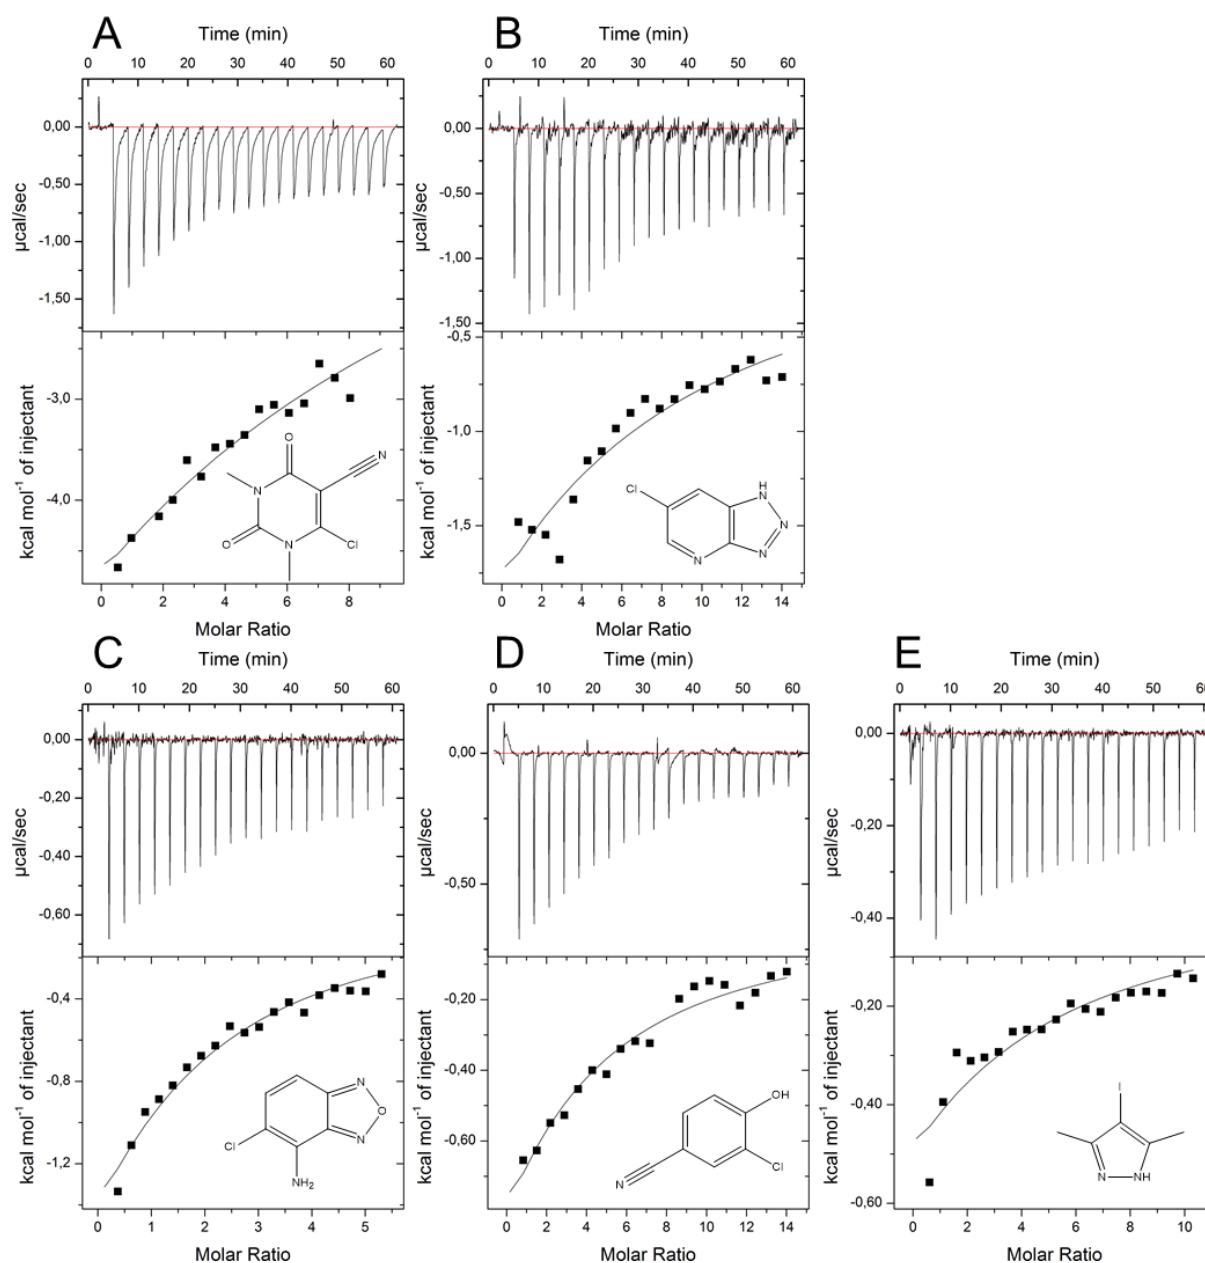 A
Time (min)
0 10 20 30 40 50 60
0,00
-0,50
-1,00
-1,50
µcal/sec
-3,0
-4,0
kcal mol⁻¹ of injectant
O
N
N
O
N
Cl
0 2 4 6 8
Molar Ratio
B
Time (min)
0 10 20 30 40 50 60
0,00
-0,50
-1,00
-1,50
µcal/sec
-0,5
-1,0
-1,5
kcal mol⁻¹ of injectant
Cl
H
N
N
N
N
0 2 4 6 8 10 12 14
Molar Ratio
C
Time (min)
0 10 20 30 40 50 60
0,00
-0,20
-0,40
-0,60
µcal/sec
-0,4
-0,8
-1,2
kcal mol⁻¹ of injectant
N
O
N
Cl
NH₂
0 1 2 3 4 5
Molar Ratio
D
Time (min)
0 10 20 30 40 50 60
0,00
-0,50
µcal/sec
-0,20
-0,40
-0,60
kcal mol⁻¹ of injectant
OH
Cl
N
0 2 4 6 8 10 12 14
Molar Ratio
E
Time (min)
0 10 20 30 40 50 60
0,00
-0,20
-0,40
µcal/sec
-0,20
-0,40
-0,60
kcal mol⁻¹ of injectant
I
N
NH
0 2 4 6 8 10
Molar Ratio